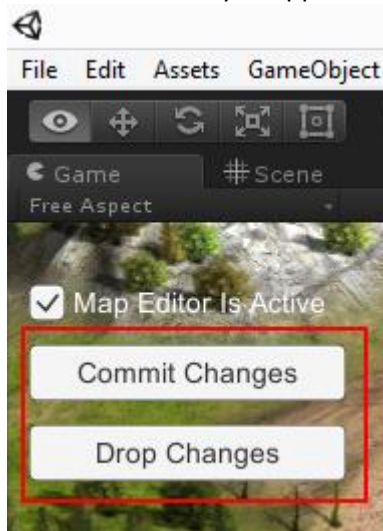 File Edit Assets GameObject
Game Scene
Free Aspect
Map Editor Is Active
Commit Changes
Drop Changes